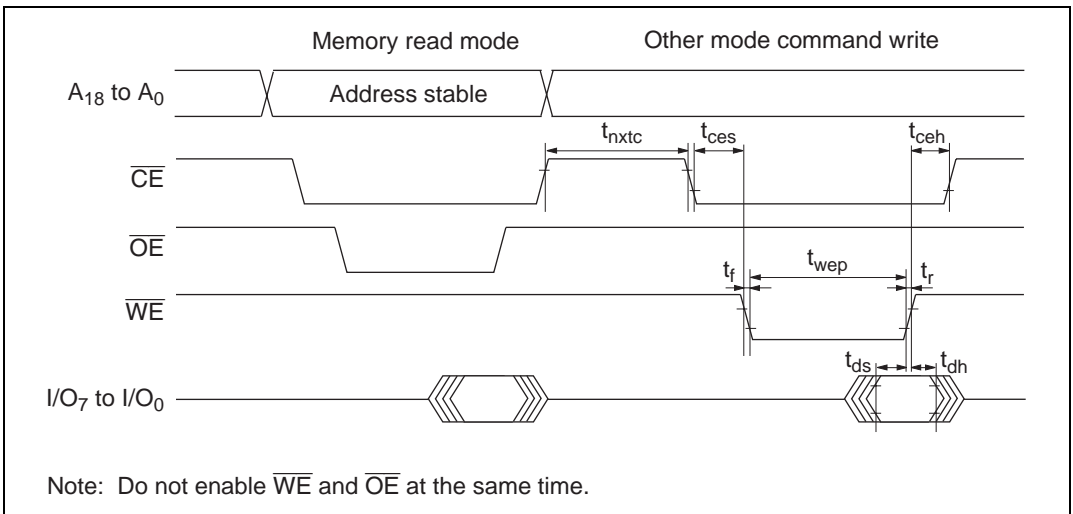 Memory read mode Other mode command write
A18 to A0 Address stable
tnxtc tces tceh
CE
OE
tf twep tr
WE
tds tdh
I/O7 to I/O0
Note: Do not enable WE and OE at the same time.